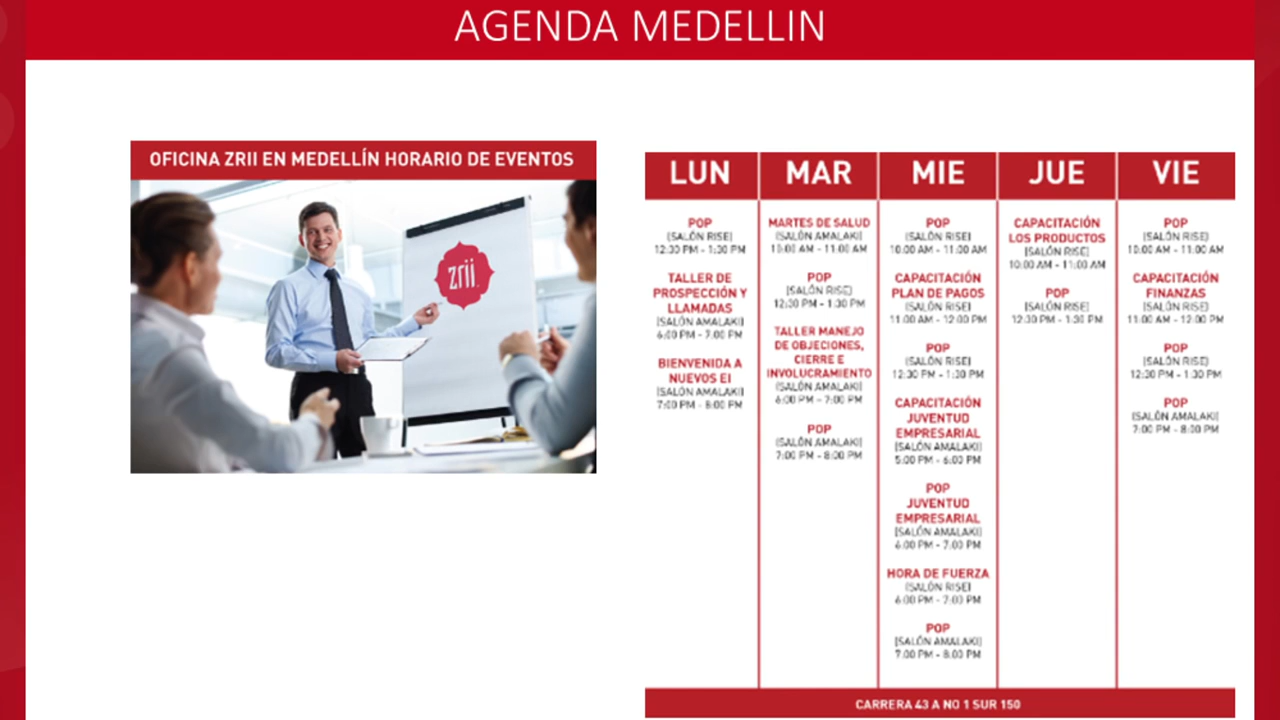 AGENDA MEDELLIN
OFICINA ZRII EN MEDELLÍN HORARIO DE EVENTOS
zrii
LUN
POP
(SALÓN RISE)
12:30 PM - 1:30 PM
TALLER DE
PROSPECCIÓN Y
LLAMADAS
(SALÓN AMALAKI)
6:00 PM - 7:00 PM
BIENVENIDA A
NUEVOS EI
(SALÓN AMALAKI)
7:00 PM - 8:00 PM
MAR
MARTES DE SALUD
(SALÓN AMALAKI)
10:00 AM - 11:00 AM
POP
(SALÓN RISE)
12:30 PM - 1:30 PM
TALLER MANEJO
DE OBJECIONES,
CIERRE E
INVOLUCRAMIENTO
(SALÓN AMALAKI)
6:00 PM - 7:00 PM
POP
(SALÓN AMALAKI)
7:00 PM - 8:00 PM
MIE
POP
(SALÓN RISE)
10:00 AM - 11:00 AM
CAPACITACIÓN
PLAN DE PAGOS
(SALÓN RISE)
11:00 AM - 12:00 PM
POP
(SALÓN RISE)
12:30 PM - 1:30 PM
CAPACITACIÓN
JUVENTUD
EMPRESARIAL
(SALÓN AMALAKI)
5:00 PM - 6:00 PM
POP
JUVENTUD
EMPRESARIAL
(SALÓN AMALAKI)
6:00 PM - 7:00 PM
HORA DE FUERZA
(SALÓN RISE)
6:00 PM - 7:00 PM
POP
(SALÓN AMALAKI)
7:00 PM - 8:00 PM
JUE
CAPACITACIÓN
LOS PRODUCTOS
(SALÓN RISE)
10:00 AM - 11:00 AM
POP
(SALÓN RISE)
12:30 PM - 1:30 PM
VIE
POP
(SALÓN RISE)
10:00 AM - 11:00 AM
CAPACITACIÓN
FINANZAS
(SALÓN RISE)
11:00 AM - 12:00 PM
POP
(SALÓN RISE)
12:30 PM - 1:30 PM
POP
(SALÓN AMALAKI)
7:00 PM - 8:00 PM
CARRERA 43 A NO 1 SUR 150